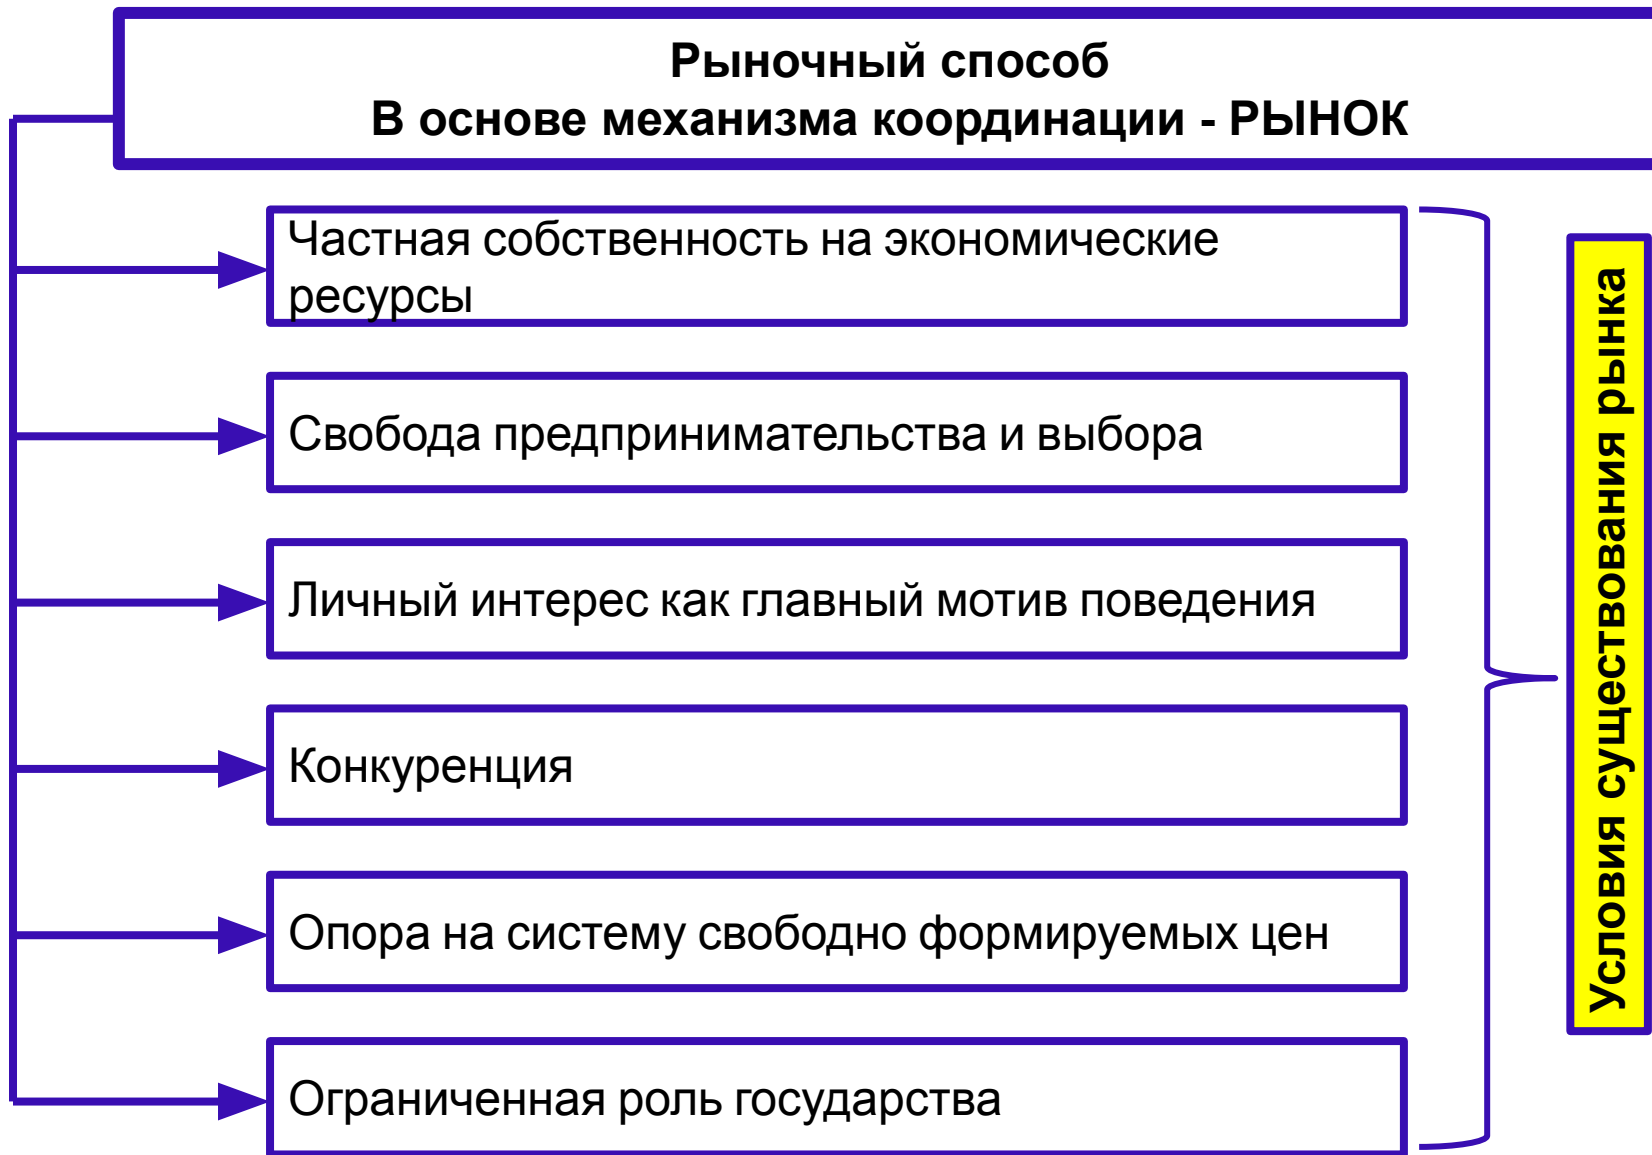 Рыночный способ
В основе механизма координации - РЫНОК
Частная собственность на экономические
ресурсы
Свобода предпринимательства и выбора
Личный интерес как главный мотив поведения
Конкуренция
Опора на систему свободно формируемых цен
Ограниченная роль государства
Условия существования рынка